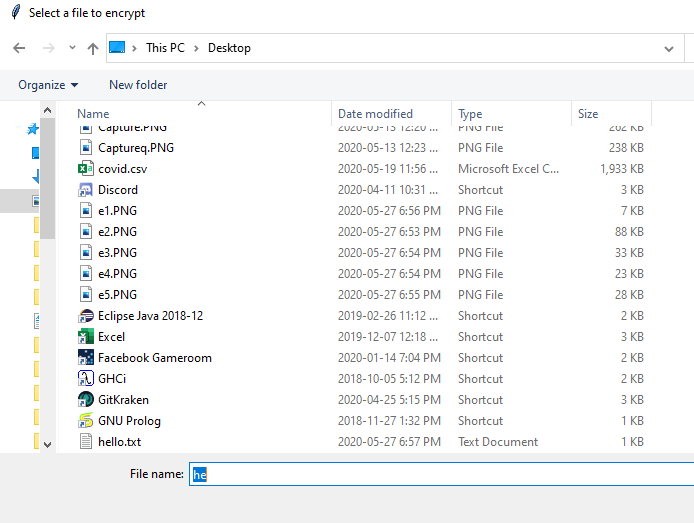 Select a file to encrypt
This PC Desktop
Organize New folder
Name Date modified Type Size
Capture.PNG 2020-05-13 12:20 ... PNG File 262 KB
Captureq.PNG 2020-05-13 12:23 ... PNG File 238 KB
covid.csv 2020-05-19 11:56 ... Microsoft Excel C... 1,933 KB
Discord 2020-04-11 10:31 ... Shortcut 3 KB
e1.PNG 2020-05-27 6:56 PM PNG File 7 KB
e2.PNG 2020-05-27 6:53 PM PNG File 88 KB
e3.PNG 2020-05-27 6:54 PM PNG File 33 KB
e4.PNG 2020-05-27 6:54 PM PNG File 23 KB
e5.PNG 2020-05-27 6:55 PM PNG File 28 KB
Eclipse Java 2018-12 2019-02-26 11:12 ... Shortcut 2 KB
Excel 2019-12-07 12:18 ... Shortcut 3 KB
Facebook Gameroom 2020-01-14 7:04 PM Shortcut 2 KB
GHCi 2018-10-05 5:12 PM Shortcut 2 KB
GitKraken 2020-04-25 5:15 PM Shortcut 3 KB
GNU Prolog 2018-11-27 1:32 PM Shortcut 1 KB
hello.txt 2020-05-27 6:57 PM Text Document 1 KB
File name: he